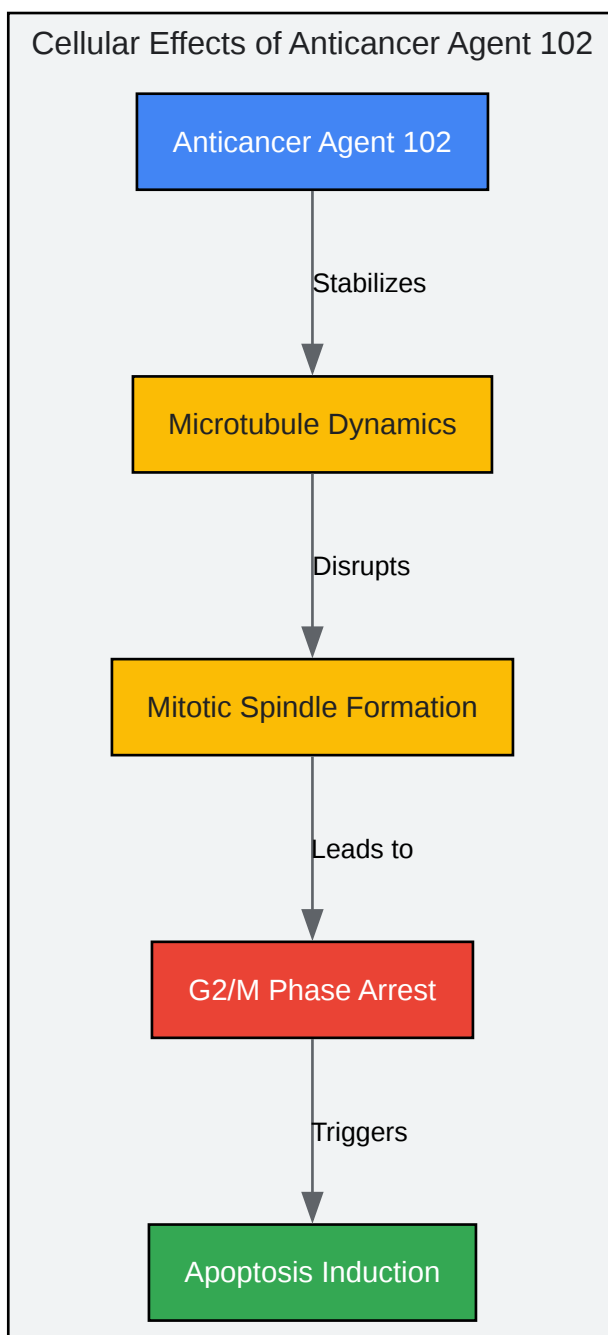 Cellular Effects of Anticancer Agent 102
Anticancer Agent 102
Stabilizes
Microtubule Dynamics
Disrupts
Mitotic Spindle Formation
Leads to
G2/M Phase Arrest
Triggers
Apoptosis Induction